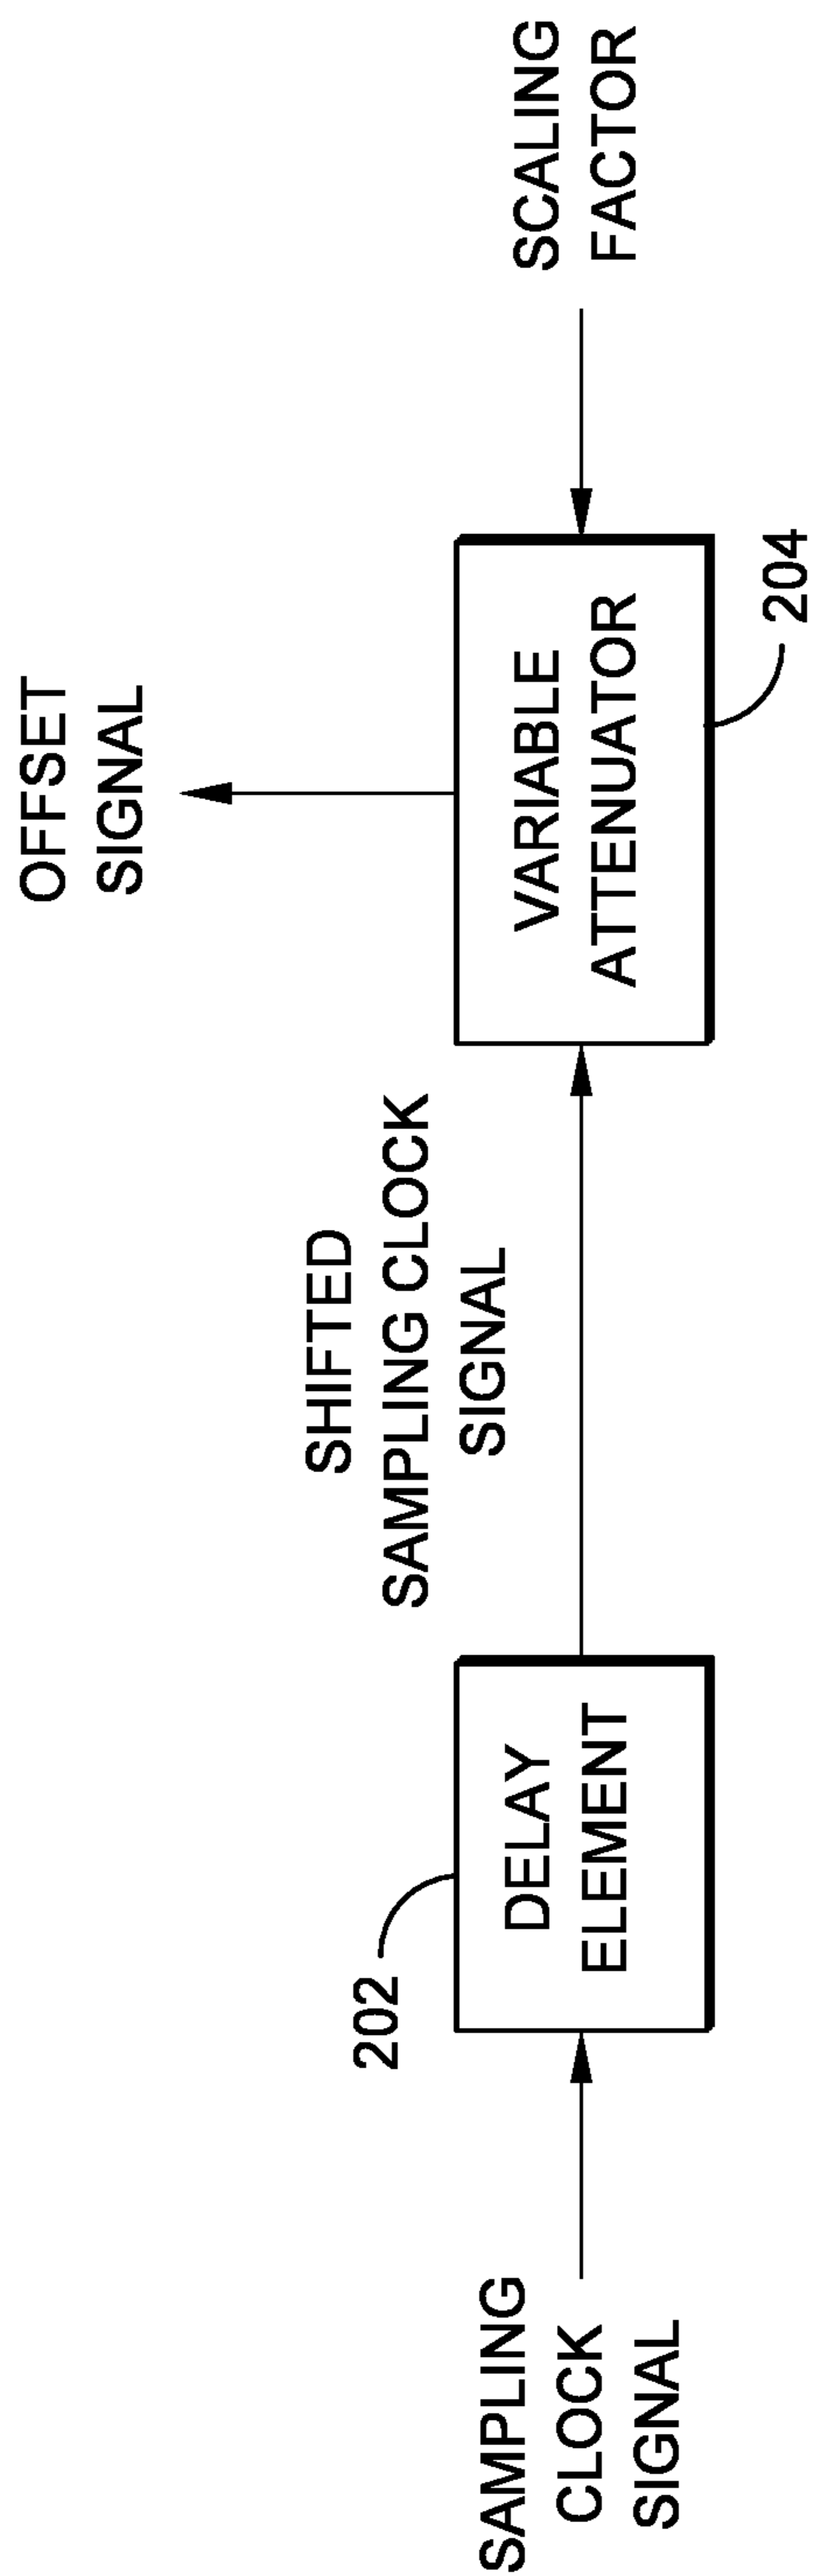 OFFSET
SIGNAL
SAMPLING
CLOCK
SIGNAL
202
DELAY
ELEMENT
SHIFTED
SAMPLING CLOCK
SIGNAL
VARIABLE
ATTENUATOR
204
SCALING
FACTOR